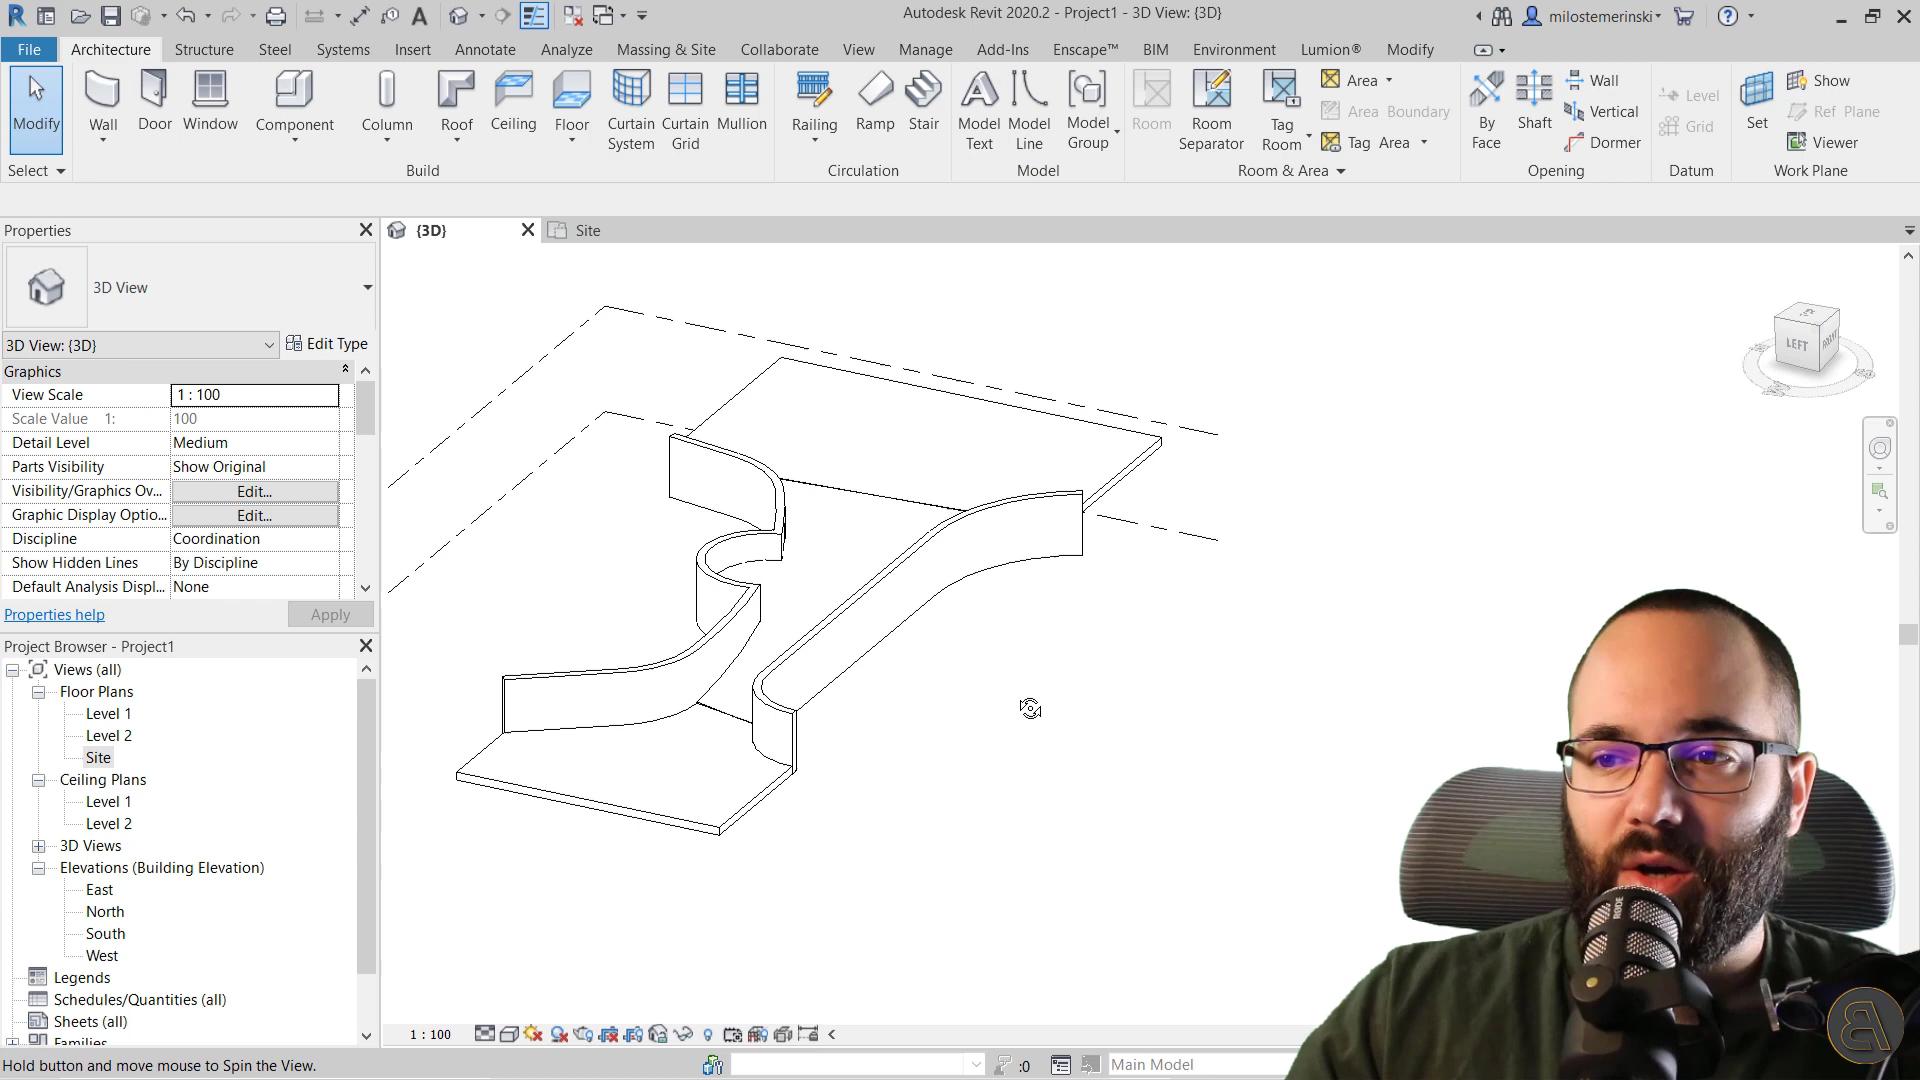 Autodesk Revit 2020.2 - Project1 - 3D View: {3D}
milostemerinski
File Architecture Structure Steel Systems Insert Annotate Analyze Massing & Site Collaborate View Manage Add-Ins Enscape™ BIM Environment Lumion® Modify
Modify
Wall
Door
Window
Component
Column
Roof
Ceiling
Floor
Curtain
System
Curtain
Grid
Mullion
Railing
Ramp
Stair
Model
Text
Model
Line
Model
Group
Room
Room
Separator
Tag
Room
Area
Area Boundary
Tag Area
By
Face
Shaft
Wall
Vertical
Dormer
Level
Grid
Set
Show
Ref Plane
Viewer
Select
Build
Circulation
Model
Room & Area
Opening
Datum
Work Plane
Properties
{3D}
Site
3D View
3D View: {3D}
Edit Type
Graphics
View Scale 1 : 100
Scale Value 1: 100
Detail Level Medium
Parts Visibility Show Original
Visibility/Graphics Ov... Edit...
Graphic Display Optio... Edit...
Discipline Coordination
Show Hidden Lines By Discipline
Default Analysis Displ... None
Properties help
Apply
Project Browser - Project1
Views (all)
Floor Plans
Level 1
Level 2
Site
Ceiling Plans
Level 1
Level 2
3D Views
Elevations (Building Elevation)
East
North
South
West
Legends
Schedules/Quantities (all)
Sheets (all)
Families
LEFT
RØDE
1 : 100
Hold button and move mouse to Spin the View.
:0
Main Model